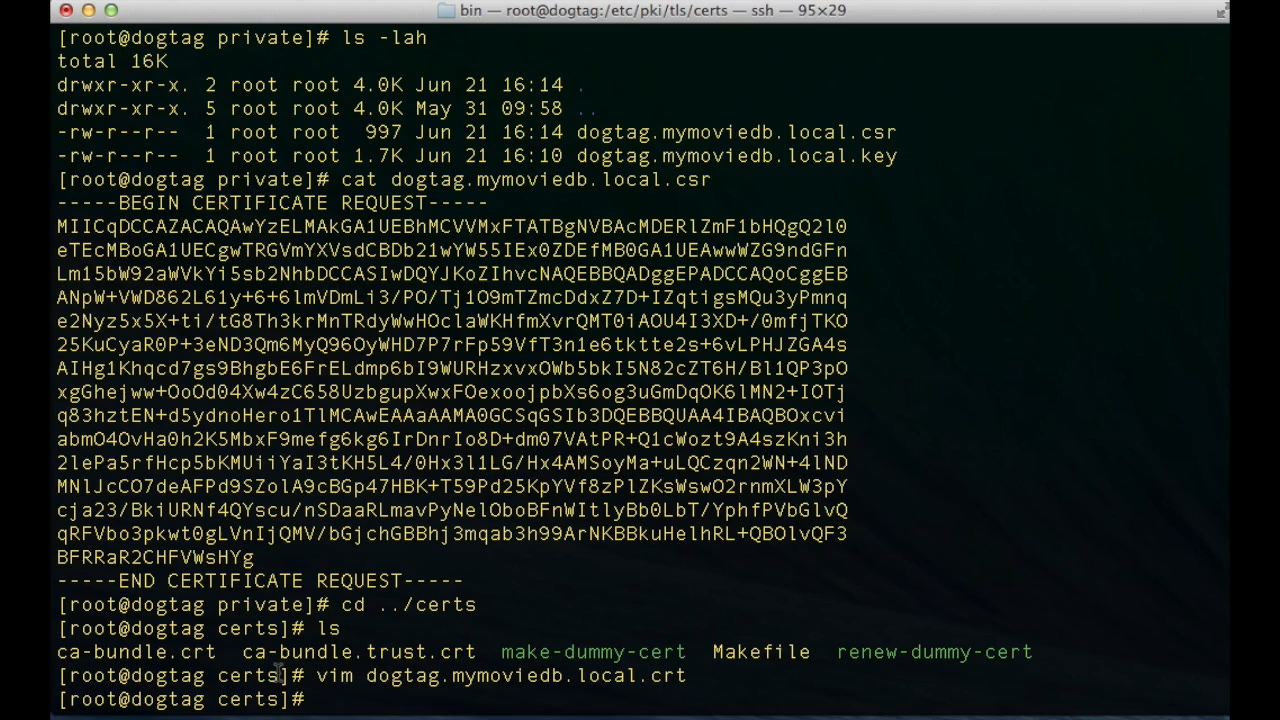 bin — root@dogtag:/etc/pki/tls/certs — ssh — 95×29
[root@dogtag private]# ls -lah
total 16K
drwxr-xr-x. 2 root root 4.0K Jun 21 16:14 .
drwxr-xr-x. 5 root root 4.0K May 31 09:58 ..
-rw-r--r-- 1 root root 997 Jun 21 16:14 dogtag.mymoviedb.local.csr
-rw-r--r-- 1 root root 1.7K Jun 21 16:10 dogtag.mymoviedb.local.key
[root@dogtag private]# cat dogtag.mymoviedb.local.csr
-----BEGIN CERTIFICATE REQUEST-----
MIICqDCCAZACAQAwYzELMAkGA1UEBhMCVVMxFTATBgNVBAcMDERlZmF1bHQgQ2l0
eTEcMBoGA1UECgwTRGVmYXVsdCBDb21wYW55IEx0ZDEfMB0GA1UEAwwWZG9ndGFn
Lm15bW92aWVkYi5sb2NhbDCCASIwDQYJKoZIhvcNAQEBBQADggEPADCCAQoCggEB
ANpW+VWD862L61y+6+6lmVDmLi3/PO/Tj1O9mTZmcDdxZ7D+IZqtigsMQu3yPmnq
e2Nyz5x5X+ti/tG8Th3krMnTRdyWwHOclaWKHfmXvrQMT0iAOU4I3XD+/0mfjTKO
25KuCyaR0P+3eND3Qm6MyQ96OyWHD7P7rFp59VfT3n1e6tktte2s+6vLPHJZGA4s
AIHg1Khqcd7gs9BhgbE6FrELdmp6bI9WURHzxvxOWb5bkI5N82cZT6H/Bl1QP3pO
xgGhejww+OoOd04Xw4zC658UzbgupXwxFOexoojpbXs6og3uGmDqOK6lMN2+IOTj
q83hztEN+d5ydnoHero1TlMCAwEAAaAAMA0GCSqGSIb3DQEBBQUAA4IBAQBOxcvi
abmO4OvHa0h2K5MbxF9mefg6kg6IrDnrIo8D+dm07VAtPR+Q1cWozt9A4szKni3h
2lePa5rfHcp5bKMUiiYaI3tKH5L4/0Hx3l1LG/Hx4AMSoyMa+uLQCzqn2WN+4lND
MNlJcCO7deAFPd9SZolA9cBGp47HBK+T59Pd25KpYVf8zPlZKsWswO2rnmXLW3pY
cja23/BkiURNf4QYscu/nSDaaRLmavPyNelOboBFnWItlyBb0LbT/YphfPVbGlvQ
qRFVbo3pkwt0gLVnIjQMV/bGjchGBBhj3mqab3h99ArNKBBkuHelhRL+QBOlvQF3
BFRRaR2CHFVWsHYg
-----END CERTIFICATE REQUEST-----
[root@dogtag private]# cd ../certs
[root@dogtag certs]# ls
ca-bundle.crt ca-bundle.trust.crt make-dummy-cert Makefile renew-dummy-cert
[root@dogtag certs]# vim dogtag.mymoviedb.local.crt
[root@dogtag certs]#